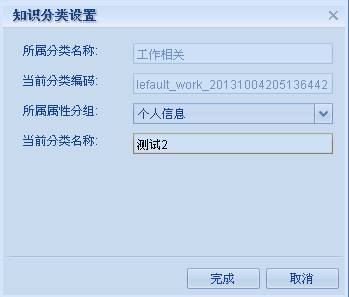 知识分类设置
所属分类名称: 工作相关
当前分类编码: lefault_work_20131004205136442
所属属性分组: 个人信息
当前分类名称: 测试2
完成 取消